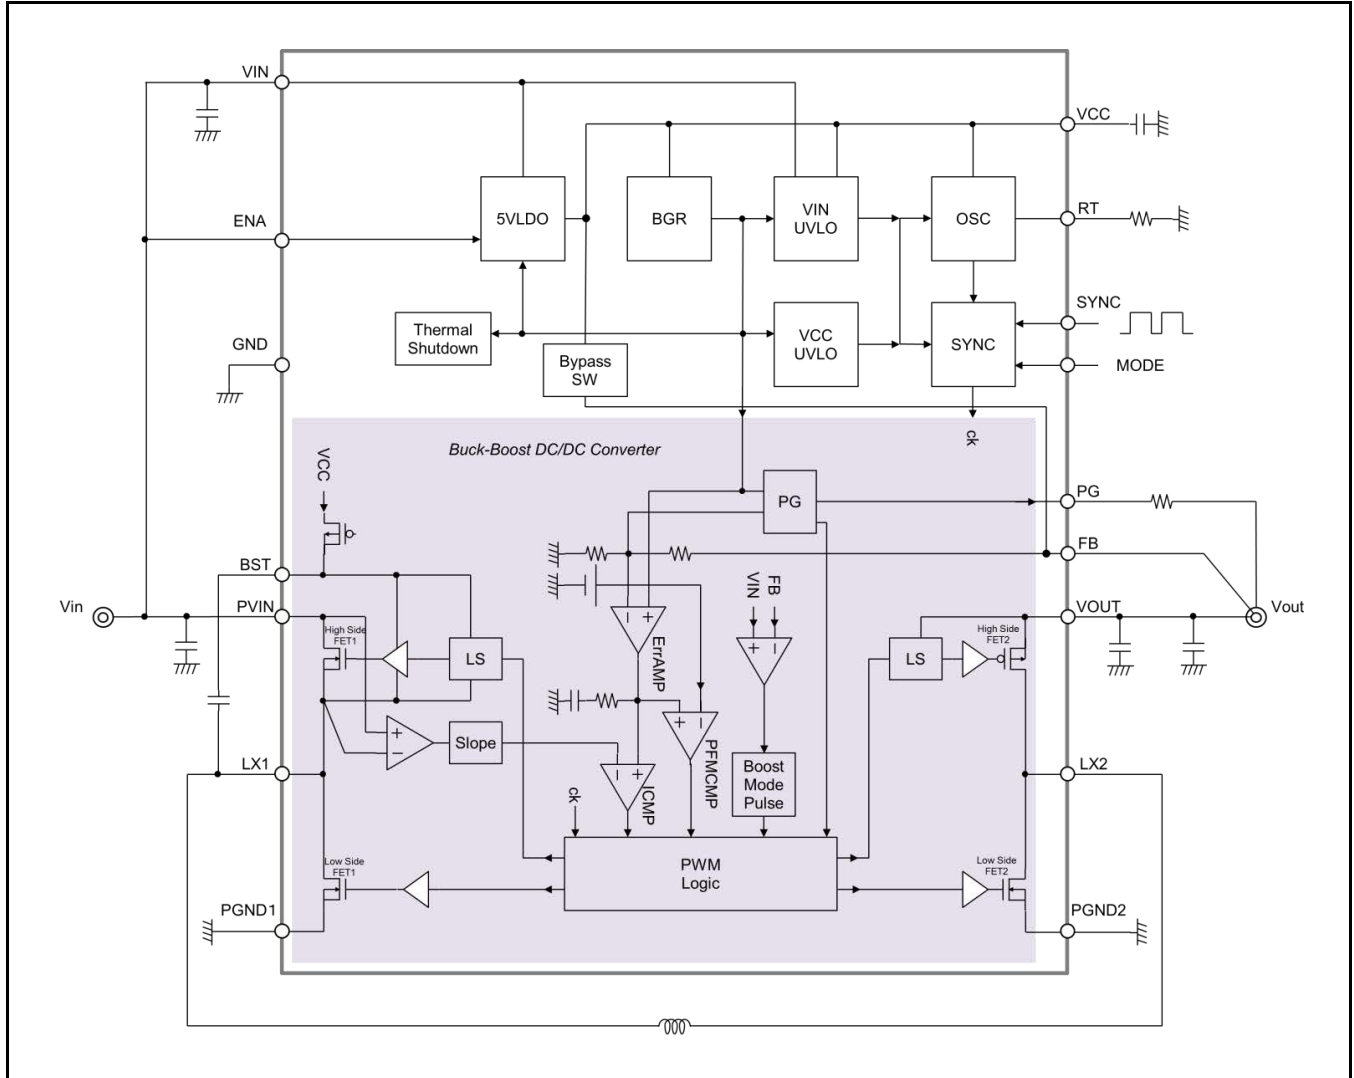 VIN
VCC
ENA
5VLDO
BGR
VIN
UVLO
OSC
RT
GND
Thermal
Shutdown
Bypass
SW
VCC
UVLO
SYNC
SYNC
MODE
ck
Buck-Boost DC/DC Converter
VCC
PG
PG
FB
BST
VIN
FB
Vin
PVIN
VOUT
Vout
High Side
FET1
LS
ErrAMP
LS
High Side
FET2
Slope
PFMCMP
Boost
Mode
Pulse
LX1
LX2
ck
ICMP
Low Side
FET1
PWM
Logic
Low Side
FET2
PGND1
PGND2